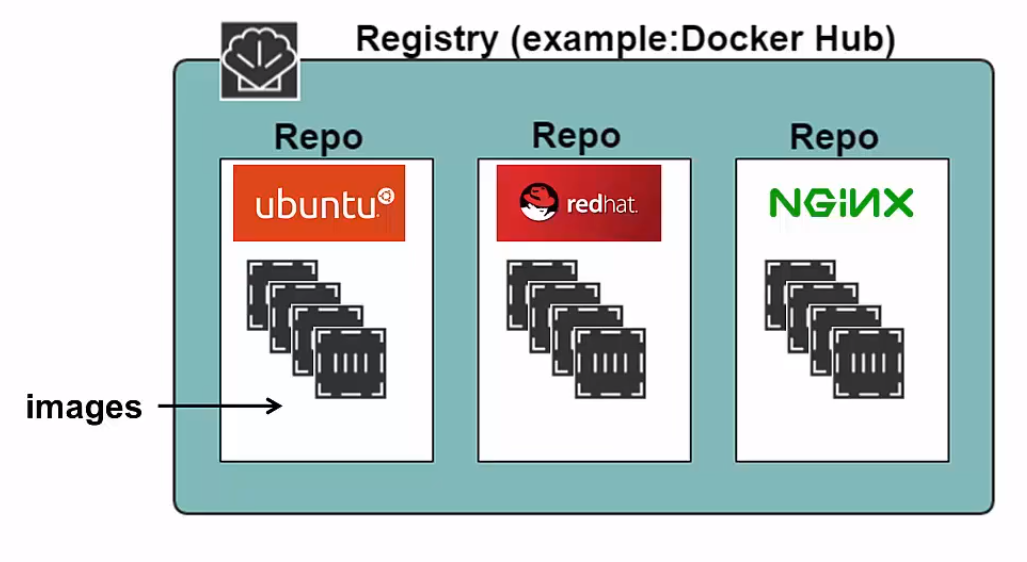 Registry (example:Docker Hub)
Repo
Repo
Repo
ubuntu
redhat.
NGiNX
images